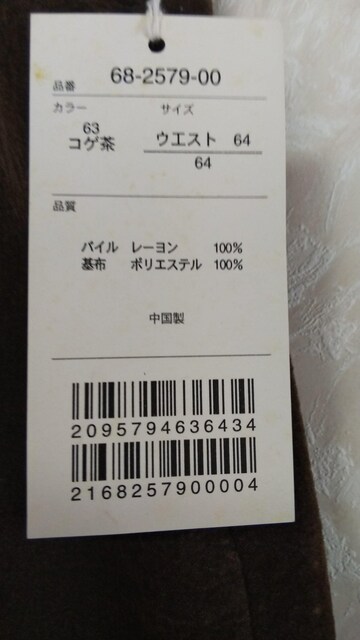 品番 68-2579-00
カラー サイズ
63
コゲ茶 ウエスト 64
64
品質
パイル レーヨン 100%
基布 ポリエステル 100%
中国製
2095794636434
2168257900004